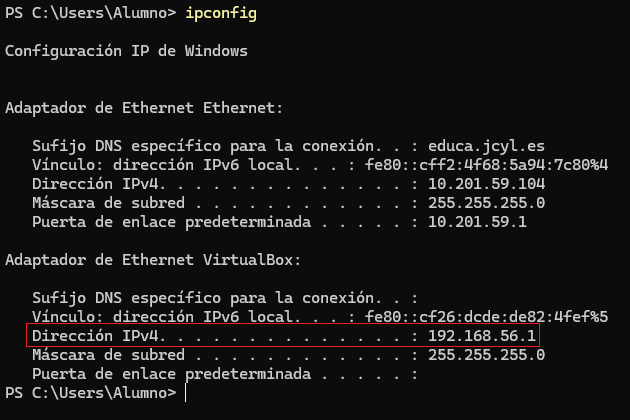 PS C:\Users\Alumno> ipconfig
Configuración IP de Windows
Adaptador de Ethernet Ethernet:
Sufijo DNS específico para la conexión. . : educa.jcyl.es
Vínculo: dirección IPv6 local. . . : fe80::cff2:4f68:5a94:7c80%4
Dirección IPv4. . . . . . . . . . . . . . : 10.201.59.104
Máscara de subred . . . . . . . . . . . . : 255.255.255.0
Puerta de enlace predeterminada . . . . . : 10.201.59.1
Adaptador de Ethernet VirtualBox:
Sufijo DNS específico para la conexión. . :
Vínculo: dirección IPv6 local. . . : fe80::cf26:dcde:de82:4fef%5
Dirección IPv4. . . . . . . . . . . . . . : 192.168.56.1
Máscara de subred . . . . . . . . . . . . : 255.255.255.0
Puerta de enlace predeterminada . . . . . :
PS C:\Users\Alumno>